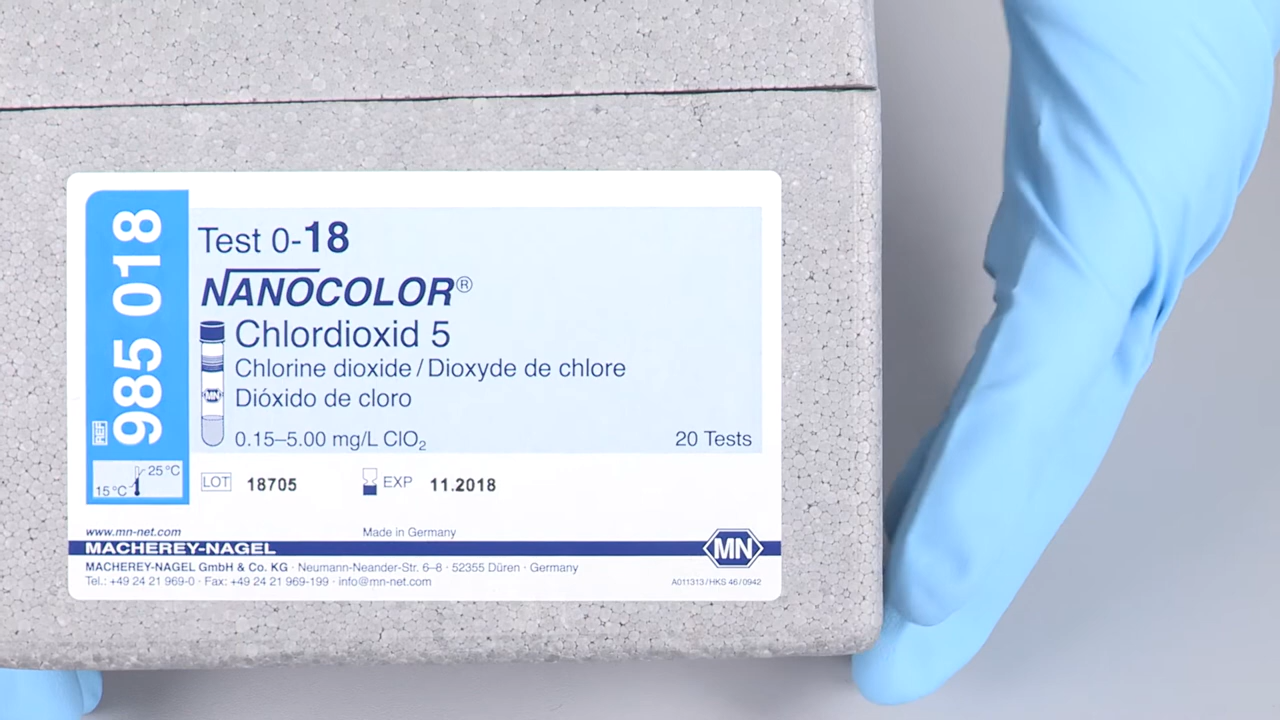 985 018
REF
25 °C
15 °C
Test 0-18
NANOCOLOR®
Chlordioxid 5
Chlorine dioxide / Dioxyde de chlore
Dióxido de cloro
MN
0.15–5.00 mg/L ClO₂
20 Tests
LOT 18705
EXP 11.2018
www.mn-net.com
Made in Germany
MACHEREY-NAGEL
MN
MACHEREY-NAGEL GmbH & Co. KG · Neumann-Neander-Str. 6–8 · 52355 Düren · Germany
Tel.: +49 24 21 969-0 · Fax: +49 24 21 969-199 · info@mn-net.com
A011313 / HKS 46 / 0942